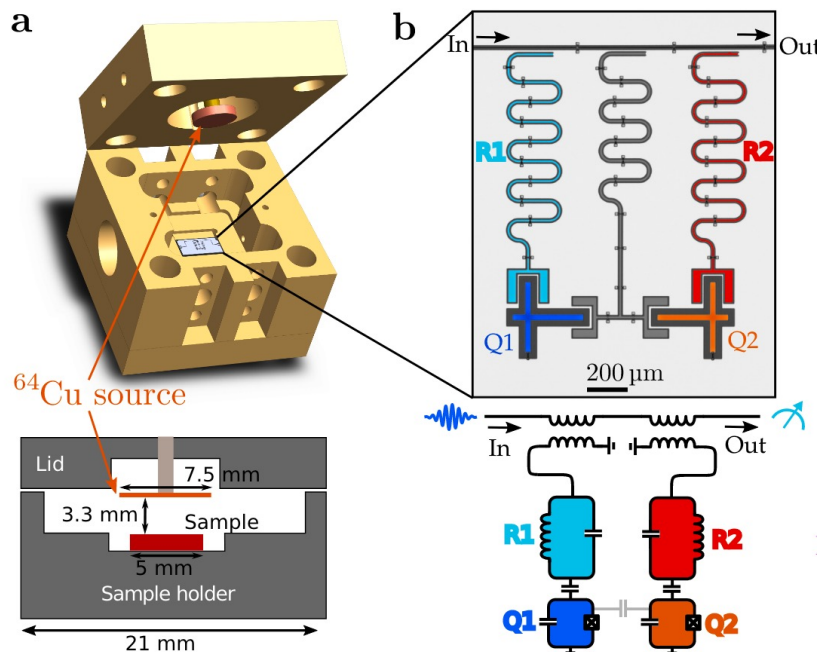 a
⁶⁴Cu source
Lid
7.5 mm
3.3 mm
Sample
5 mm
Sample holder
21 mm
b
In
Out
R1
R2
Q1
Q2
200 μm
In
Out
R1
R2
Q1
Q2